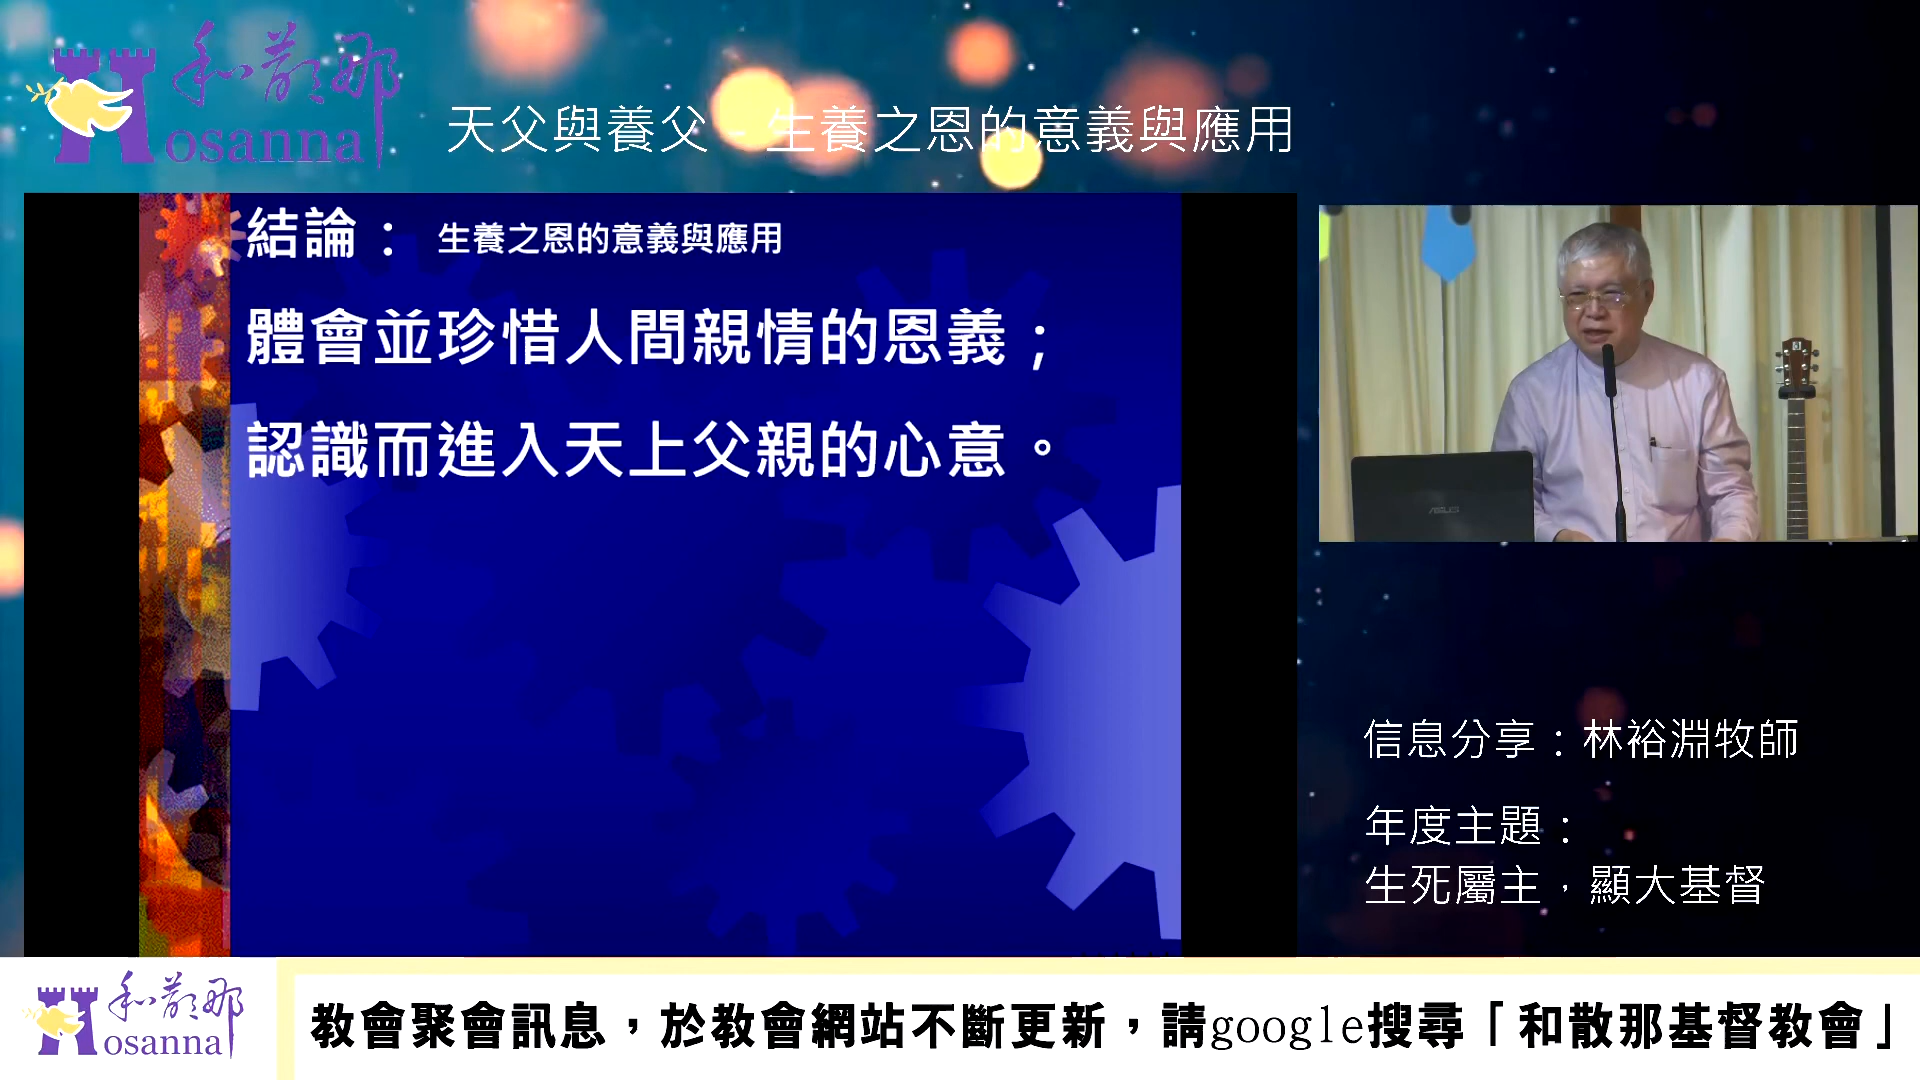 和散那
Hosanna
天父與養父 - 生養之恩的意義與應用
結論： 生養之恩的意義與應用
體會並珍惜人間親情的恩義；
認識而進入天上父親的心意。
ASUS
信息分享：林裕淵牧師
年度主題：
生死屬主，顯大基督
和散那
Hosanna
教會聚會訊息，於教會網站不斷更新，請google搜尋「和散那基督教會」